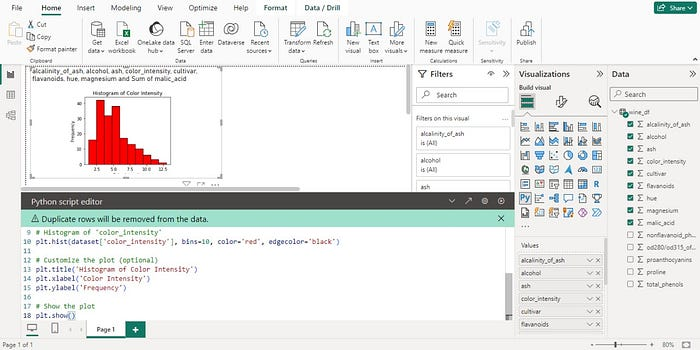 File Home Insert Modeling View Optimize Help Format Data / Drill Share
Paste
Cut
Copy
Format painter
Clipboard
Get data
Excel workbook
OneLake data hub
SQL Server
Enter data
Dataverse
Recent sources
Data
Transform data
Refresh
Queries
New visual
Text box
More visuals
Insert
New measure
Quick measure
Calculations
Sensitivity
Sensitivity
Publish
Share
alcalinity_of_ash, alcohol, ash, color_intensity, cultivar,
flavanoids, hue, magnesium and Sum of malic_acid
Histogram of Color Intensity
Frequency
40
30
20
10
0
2.5 5.0 7.5 10.0 12.5
Filters
Search
Filters on this visual
alcalinity_of_ash
is (All)
alcohol
is (All)
ash
Visualizations
Build visual
Py
Values
alcalinity_of_ash
alcohol
ash
color_intensity
cultivar
flavanoids
Data
Search
wine_df
alcalinity_of_ash
alcohol
ash
color_intensity
cultivar
flavanoids
hue
magnesium
malic_acid
nonflavanoid_ph...
od280/od315_of...
proanthocyanins
proline
total_phenols
Python script editor
Duplicate rows will be removed from the data.
9 # Histogram of 'color_intensity'
10 plt.hist(dataset['color_intensity'], bins=10, color='red', edgecolor='black')
11
12 # Customize the plot (optional)
13 plt.title('Histogram of Color Intensity')
14 plt.xlabel('Color Intensity')
15 plt.ylabel('Frequency')
16
17 # Show the plot
18 plt.show()
Page 1
Page 1 of 1
80%